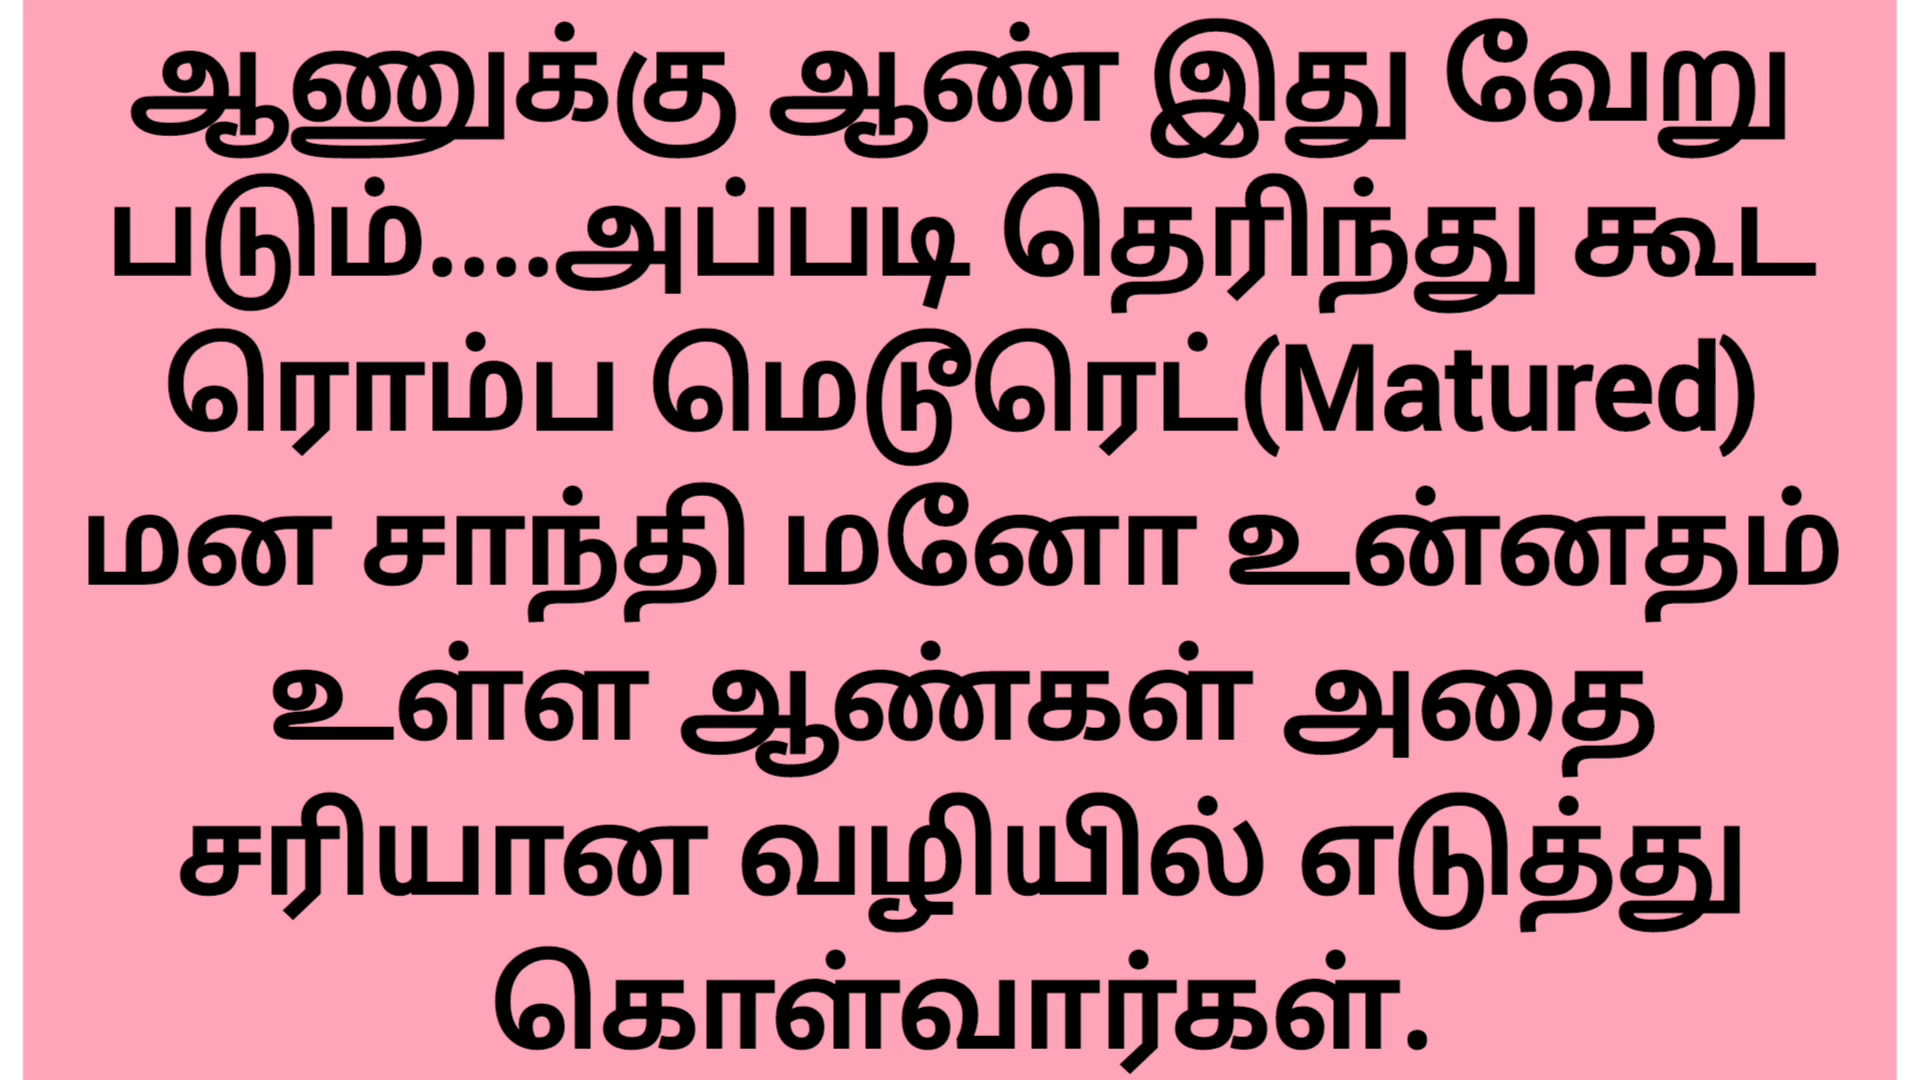 ஆணுக்கு ஆண் இது வேறு
படும்....அப்படி தெரிந்து கூட
ரொம்ப மெடூரெட்(Matured)
மன சாந்தி மனோ உன்னதம்
உள்ள ஆண்கள் அதை
சரியான வழியில் எடுத்து
கொள்வார்கள்.